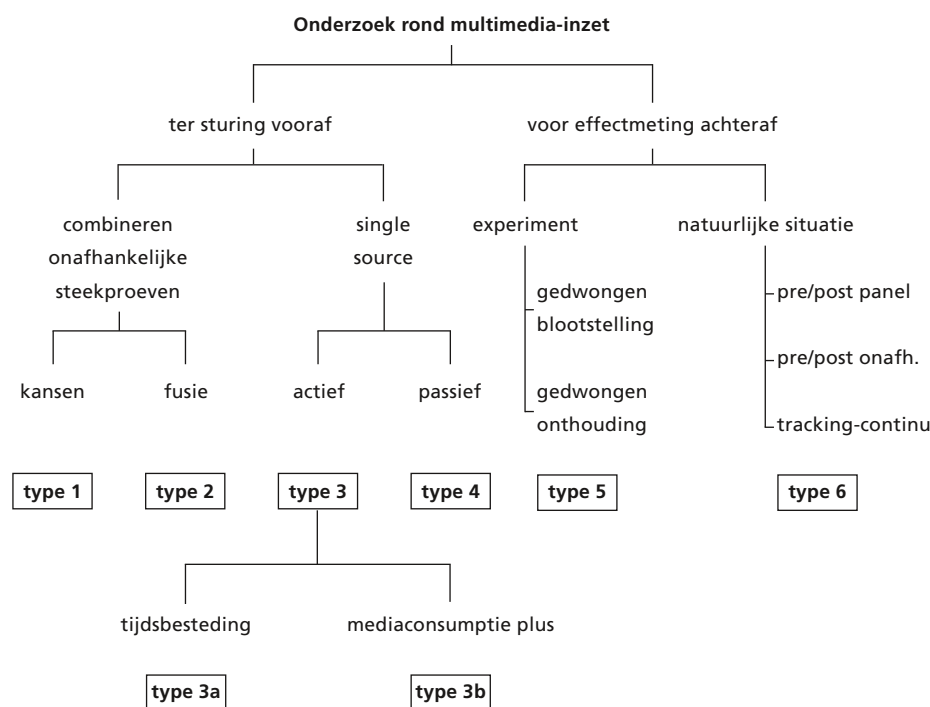 Onderzoek rond multimedia-inzet
ter sturing vooraf
voor effectmeting achteraf
combineren
onafhankelijke
steekproeven
single
source
experiment
natuurlijke situatie
gedwongen
blootstelling
pre/post panel
kansen
fusie
actief
passief
pre/post onafh.
gedwongen
onthouding
tracking-continu
type 1
type 2
type 3
type 4
type 5
type 6
tijdsbesteding
mediaconsumptie plus
type 3a
type 3b